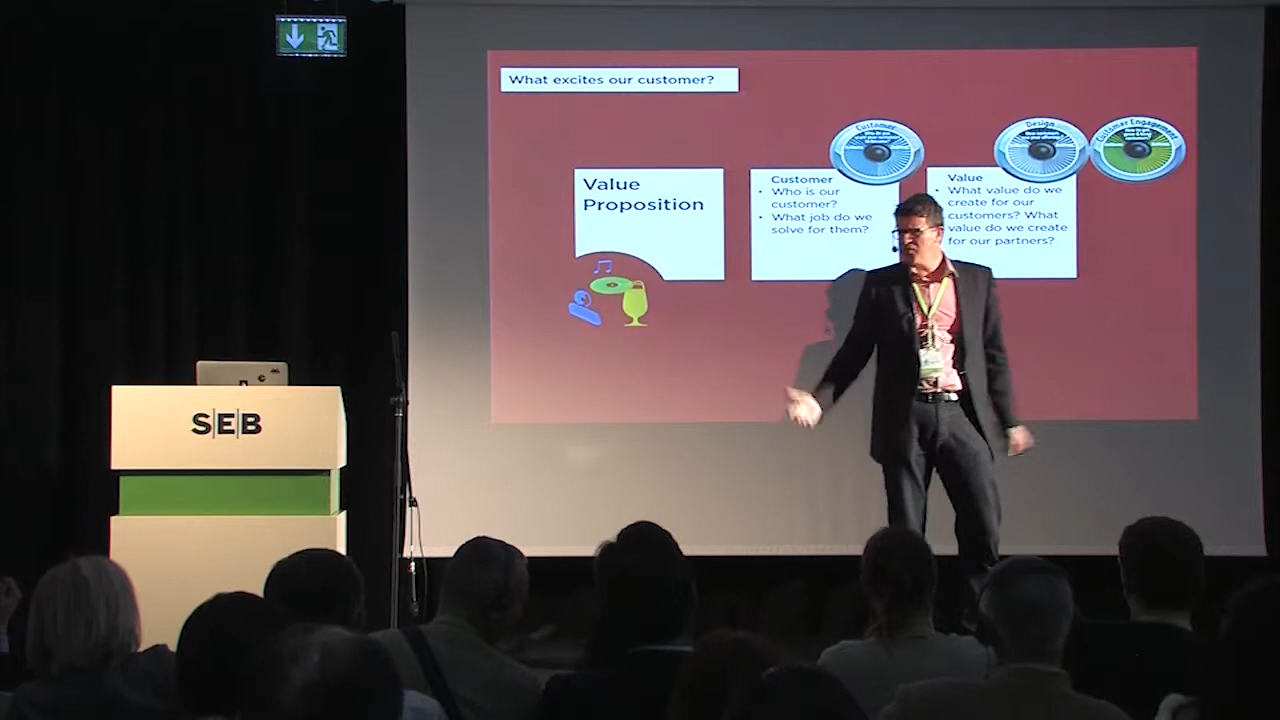 What excites our customer?
Value
Proposition
Customer
Customer
• Who is our
customer?
• What job do we
solve for them?
Design
Customer Engagement
Value
• What value do we
create for our
customers? What
value do we create
for our partners?
S|E|B